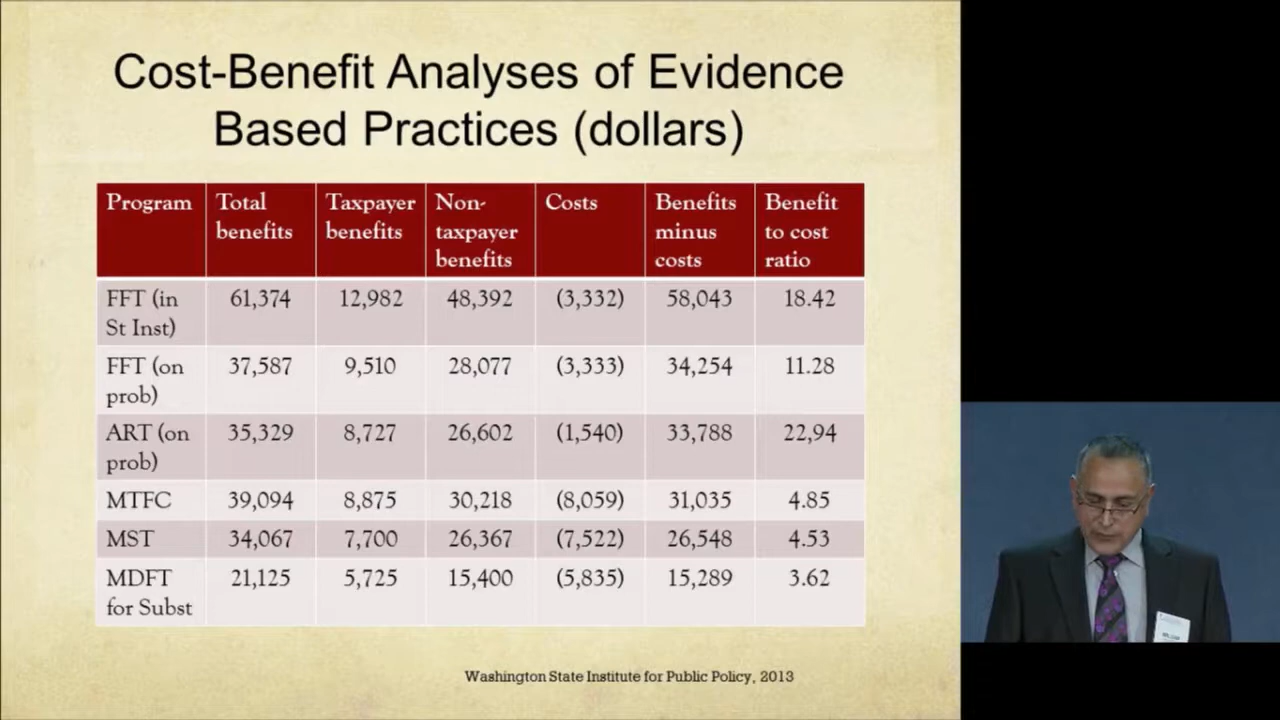 Cost-Benefit Analyses of Evidence
Based Practices (dollars)
Program Total benefits Taxpayer benefits Non-taxpayer benefits Costs Benefits minus costs Benefit to cost ratio
FFT (in St Inst) 61,374 12,982 48,392 (3,332) 58,043 18.42
FFT (on prob) 37,587 9,510 28,077 (3,333) 34,254 11.28
ART (on prob) 35,329 8,727 26,602 (1,540) 33,788 22,94
MTFC 39,094 8,875 30,218 (8,059) 31,035 4.85
MST 34,067 7,700 26,367 (7,522) 26,548 4.53
MDFT for Subst 21,125 5,725 15,400 (5,835) 15,289 3.62
Washington State Institute for Public Policy, 2013